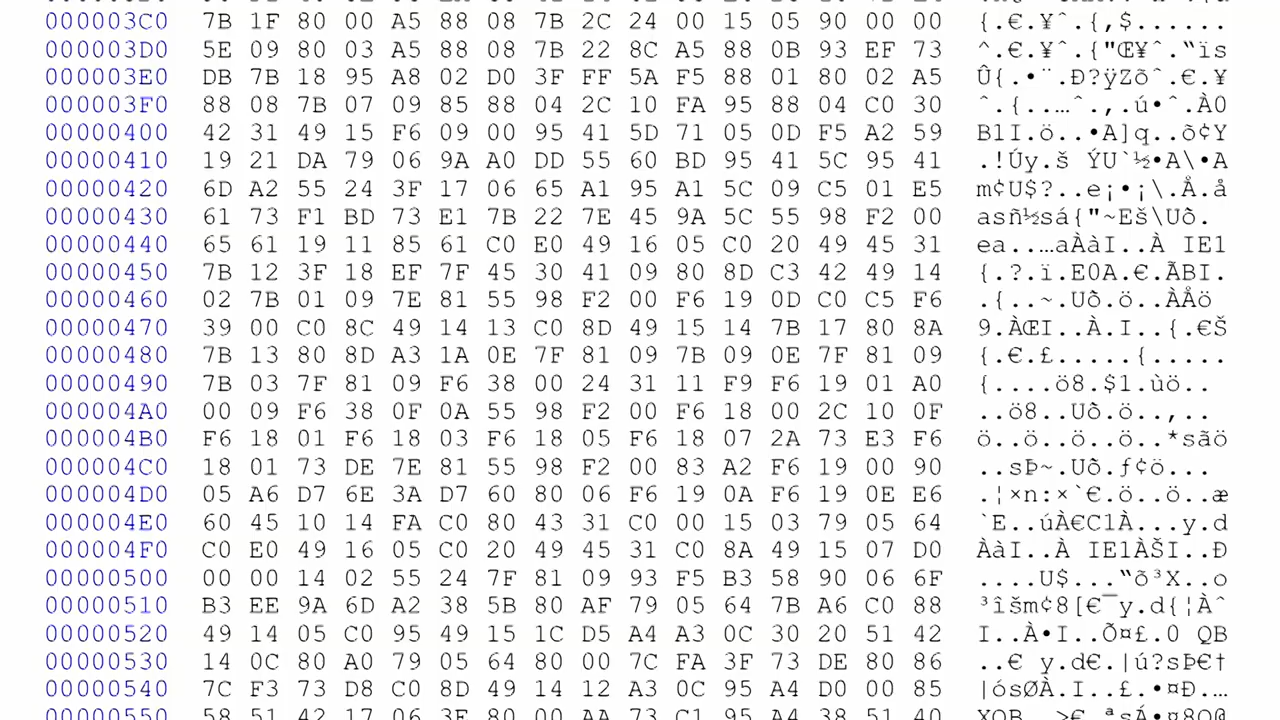 000003C0 7B 1F 80 00 A5 88 08 7B 2C 24 00 15 05 90 00 00 {.€.¥ˆ.{,$......
000003D0 5E 09 80 03 A5 88 08 7B 22 8C A5 88 0B 93 EF 73 ^.€.¥ˆ.{"Œ¥ˆ.“ïs
000003E0 DB 7B 18 95 A8 02 D0 3F FF 5A F5 88 01 80 02 A5 Û{.•¨.Ð?ÿZõˆ.€.¥
000003F0 88 08 7B 07 09 85 88 04 2C 10 FA 95 88 04 C0 30 ˆ.{..…ˆ.,.ú•ˆ.À0
00000400 42 31 49 15 F6 09 00 95 41 5D 71 05 0D F5 A2 59 B1I.ö..•A]q..õ¢Y
00000410 19 21 DA 79 06 9A A0 DD 55 60 BD 95 41 5C 95 41 .!Úy.š ÝU`½•A\•A
00000420 6D A2 55 24 3F 17 06 65 A1 95 A1 5C 09 C5 01 E5 m¢U$?..e¡•¡\.Å.å
00000430 61 73 F1 BD 73 E1 7B 22 7E 45 9A 5C 55 98 F2 00 asñ½sá{"~Eš\U˜ò.
00000440 65 61 19 11 85 61 C0 E0 49 16 05 C0 20 49 45 31 ea..…aÀàI..À IE1
00000450 7B 12 3F 18 EF 7F 45 30 41 09 80 8D C3 42 49 14 {.?.ï.E0A.€.ÃBI.
00000460 02 7B 01 09 7E 81 55 98 F2 00 F6 19 0D C0 C5 F6 .{..~.U˜ò.ö..ÀÅö
00000470 39 00 C0 8C 49 14 13 C0 8D 49 15 14 7B 17 80 8A 9.ÀŒI..À.I..{.€Š
00000480 7B 13 80 8D A3 1A 0E 7F 81 09 7B 09 0E 7F 81 09 {.€.£.....{.....
00000490 7B 03 7F 81 09 F6 38 00 24 31 11 F9 F6 19 01 A0 {....ö8.$1.ùö..
000004A0 00 09 F6 38 0F 0A 55 98 F2 00 F6 18 00 2C 10 0F ..ö8..U˜ò.ö..,..
000004B0 F6 18 01 F6 18 03 F6 18 05 F6 18 07 2A 73 E3 F6 ö..ö..ö..ö..*sãö
000004C0 18 01 73 DE 7E 81 55 98 F2 00 83 A2 F6 19 00 90 ..sÞ~.U˜ò.ƒ¢ö...
000004D0 05 A6 D7 6E 3A D7 60 80 06 F6 19 0A F6 19 0E E6 .¦×n:×`€.ö..ö..æ
000004E0 60 45 10 14 FA C0 80 43 31 C0 00 15 03 79 05 64 `E..úÀ€C1À...y.d
000004F0 C0 E0 49 16 05 C0 20 49 45 31 C0 8A 49 15 07 D0 ÀàI..À IE1ÀŠI..Ð
00000500 00 00 14 02 55 24 7F 81 09 93 F5 B3 58 90 06 6F ....U$...“õ³X..o
00000510 B3 EE 9A 6D A2 38 5B 80 AF 79 05 64 7B A6 C0 88 ³îšm¢8[€¯y.d{¦Àˆ
00000520 49 14 05 C0 95 49 15 1C D5 A4 A3 0C 30 20 51 42 I..À•I..Õ¤£.0 QB
00000530 14 0C 80 A0 79 05 64 80 00 7C FA 3F 73 DE 80 86 ..€ y.d€.|ú?sÞ€†
00000540 7C F3 73 D8 C0 8D 49 14 12 A3 0C 95 A4 D0 00 85 |ósØÀ.I..£.•¤Ð.…
00000550 58 51 42 17 06 3F 80 00 AA 73 C1 95 A4 38 51 40